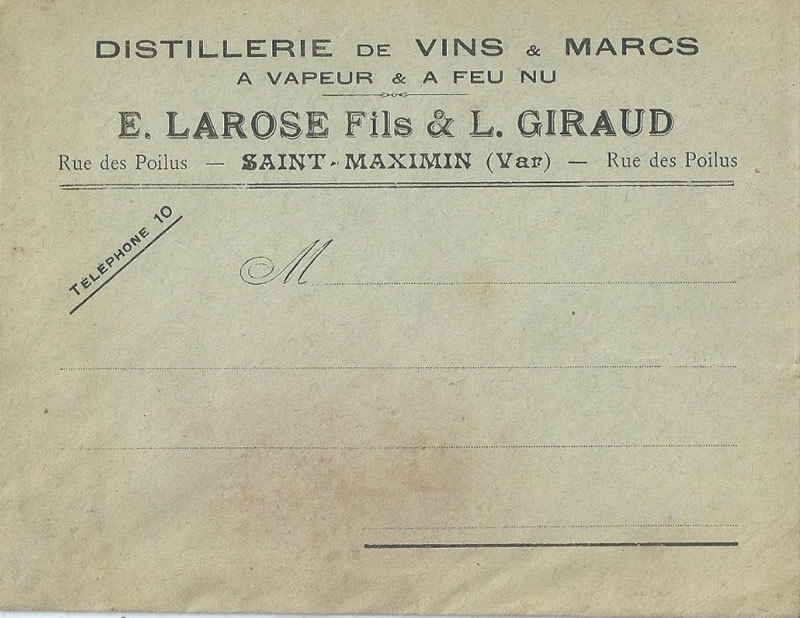 DISTILLERIE DE VINS & MARCS
A VAPEUR & A FEU NU
E. LAROSE Fils & L. GIRAUD
Rue des Poilus — SAINT-MAXIMIN (Var) — Rue des Poilus
TÉLÉPHONE 10
M